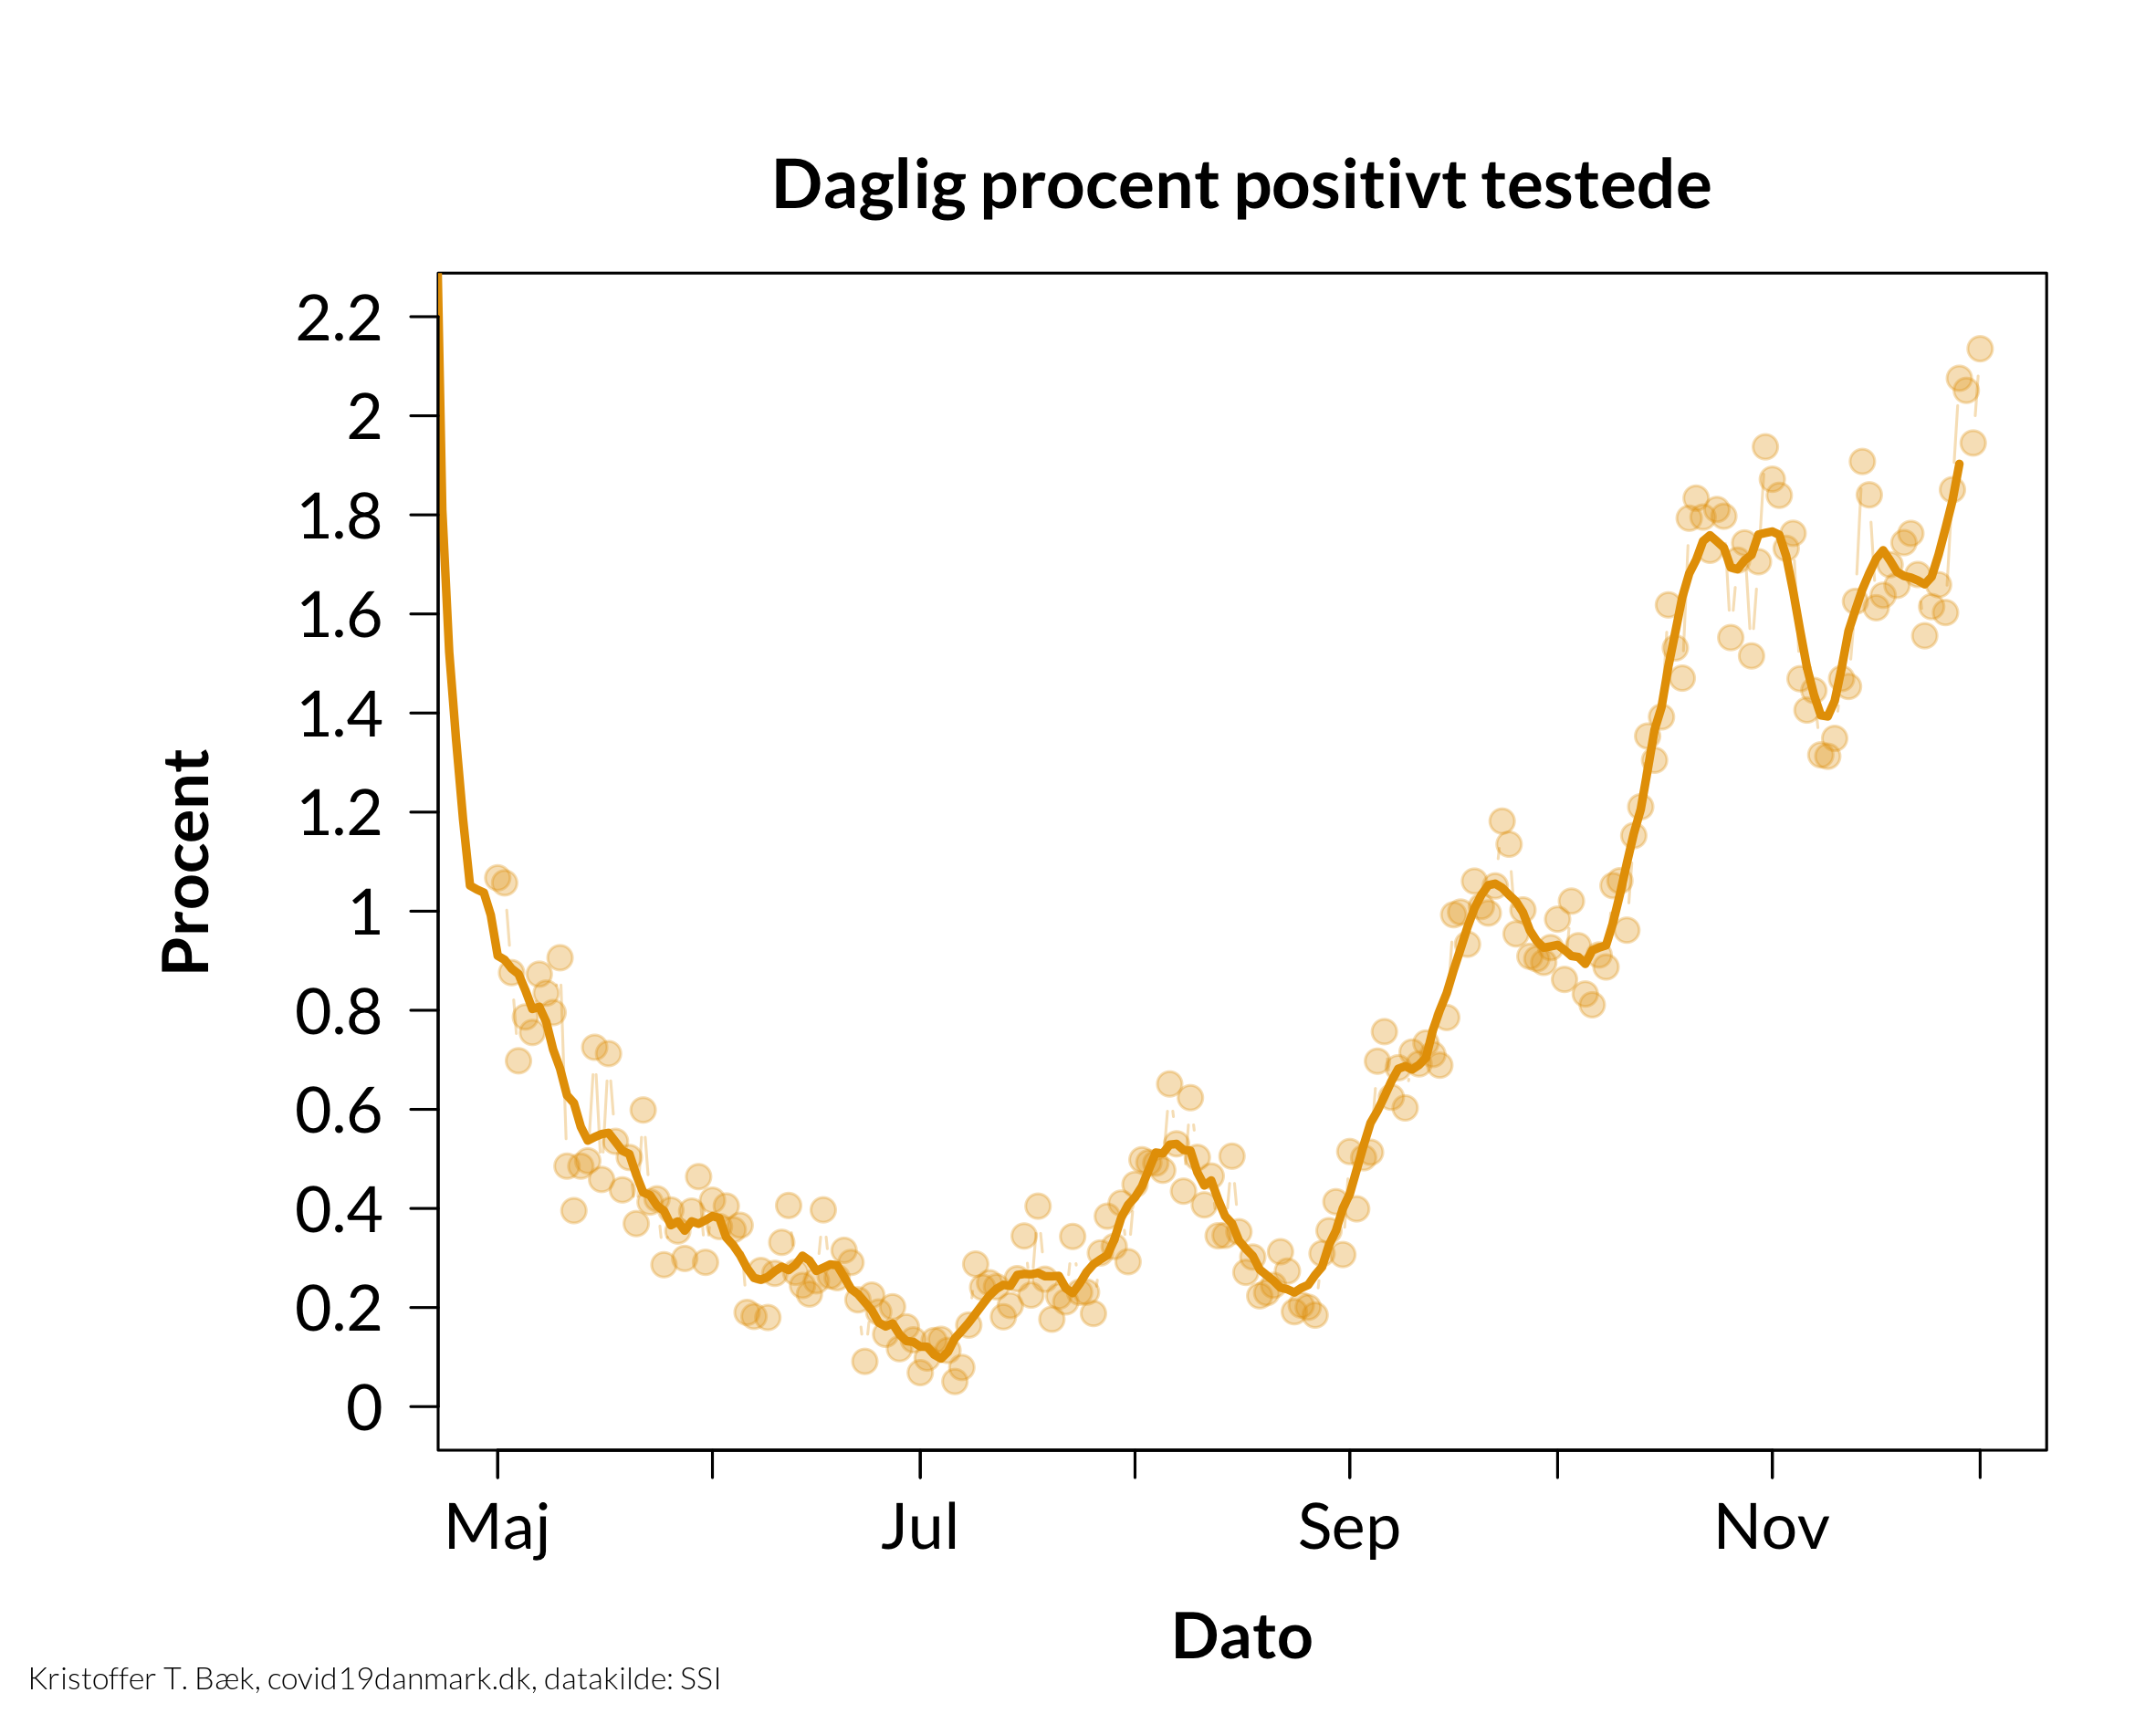 Daglig procent positivt testede
2.2
2
1.8
1.6
1.4
1.2
1
0.8
0.6
0.4
0.2
0
Procent
Maj Jul Sep Nov
Dato
Kristoffer T. Bæk, covid19danmark.dk, datakilde: SSI